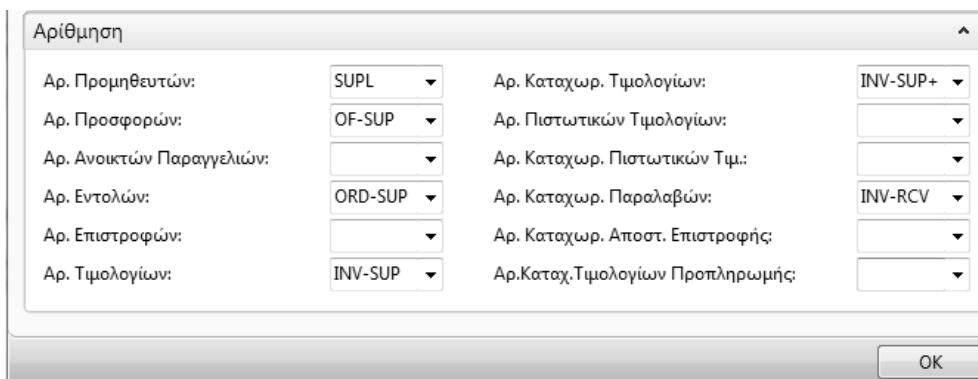 Αρίθμηση
Αρ. Προμηθευτών: SUPL Αρ. Καταχωρ. Τιμολογίων: INV-SUP+
Αρ. Προσφορών: OF-SUP Αρ. Πιστωτικών Τιμολογίων:
Αρ. Ανοικτών Παραγγελιών: Αρ. Καταχωρ. Πιστωτικών Τιμ.:
Αρ. Εντολών: ORD-SUP Αρ. Καταχωρ. Παραλαβών: INV-RCV
Αρ. Επιστροφών: Αρ. Καταχωρ. Αποστ. Επιστροφής:
Αρ. Τιμολογίων: INV-SUP Αρ.Καταχ.Τιμολογίων Προπληρωμής:
OK